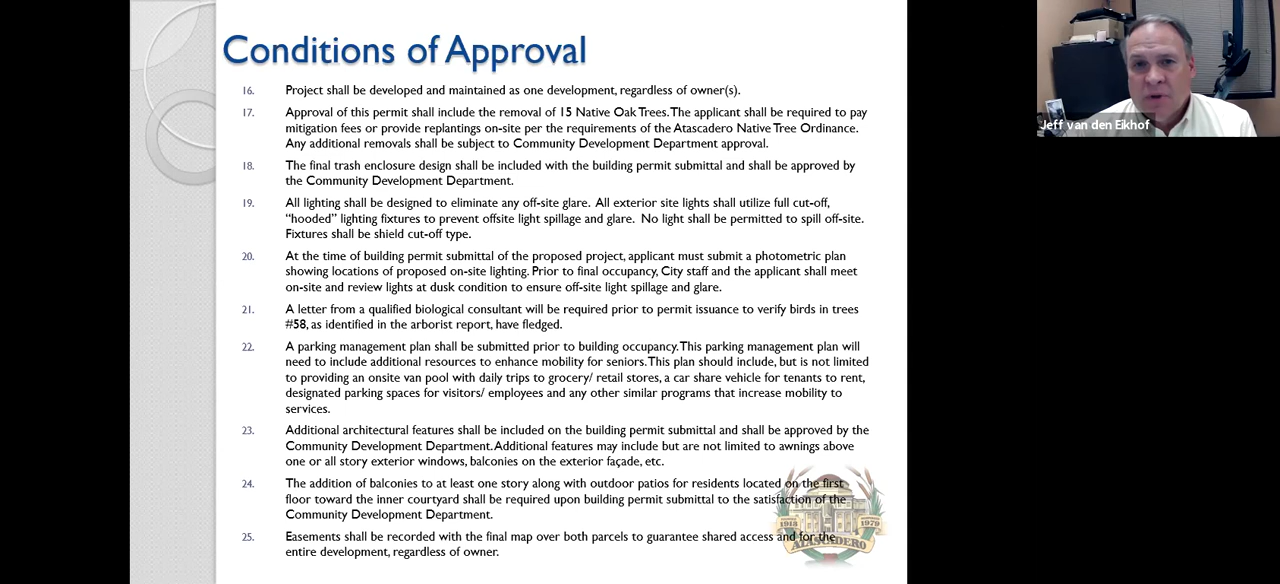 Conditions of Approval
16. Project shall be developed and maintained as one development, regardless of owner(s).
17. Approval of this permit shall include the removal of 15 Native Oak Trees. The applicant shall be required to pay
mitigation fees or provide replantings on-site per the requirements of the Atascadero Native Tree Ordinance.
Any additional removals shall be subject to Community Development Department approval.
18. The final trash enclosure design shall be included with the building permit submittal and shall be approved by
the Community Development Department.
19. All lighting shall be designed to eliminate any off-site glare. All exterior site lights shall utilize full cut-off,
“hooded” lighting fixtures to prevent offsite light spillage and glare. No light shall be permitted to spill off-site.
Fixtures shall be shield cut-off type.
20. At the time of building permit submittal of the proposed project, applicant must submit a photometric plan
showing locations of proposed on-site lighting. Prior to final occupancy, City staff and the applicant shall meet
on-site and review lights at dusk condition to ensure off-site light spillage and glare.
21. A letter from a qualified biological consultant will be required prior to permit issuance to verify birds in trees
#58, as identified in the arborist report, have fledged.
22. A parking management plan shall be submitted prior to building occupancy. This parking management plan will
need to include additional resources to enhance mobility for seniors. This plan should include, but is not limited
to providing an onsite van pool with daily trips to grocery/ retail stores, a car share vehicle for tenants to rent,
designated parking spaces for visitors/ employees and any other similar programs that increase mobility to
services.
23. Additional architectural features shall be included on the building permit submittal and shall be approved by the
Community Development Department. Additional features may include but are not limited to awnings above
one or all story exterior windows, balconies on the exterior façade, etc.
24. The addition of balconies to at least one story along with outdoor patios for residents located on the first
floor toward the inner courtyard shall be required upon building permit submittal to the satisfaction of the
Community Development Department.
25. Easements shall be recorded with the final map over both parcels to guarantee shared access and for the
entire development, regardless of owner.
1913 1979
ATASCADERO
Jeff van den Eikhof